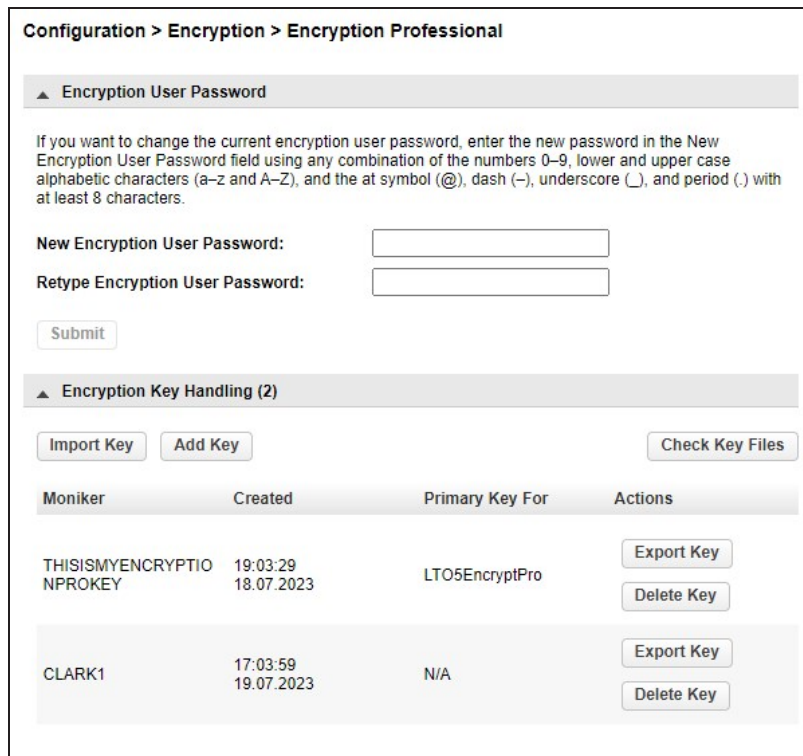 Configuration > Encryption > Encryption Professional
Encryption User Password
If you want to change the current encryption user password, enter the new password in the New
Encryption User Password field using any combination of the numbers 0–9, lower and upper case
alphabetic characters (a–z and A–Z), and the at symbol (@), dash (–), underscore (_), and period (.) with
at least 8 characters.
New Encryption User Password:
Retype Encryption User Password:
Submit
Encryption Key Handling (2)
Import Key Add Key Check Key Files
Moniker Created Primary Key For Actions
THISISMYENCRYPTIO 19:03:29 LTO5EncryptPro Export Key
NPROKEY 18.07.2023 Delete Key
CLARK1 17:03:59 N/A Export Key
19.07.2023 Delete Key